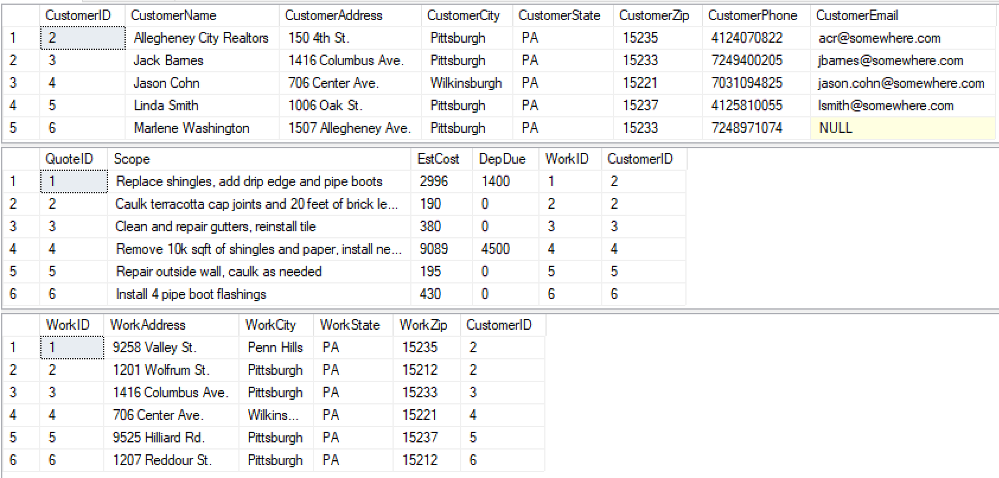 CustomerID CustomerName CustomerAddress CustomerCity CustomerState CustomerZip CustomerPhone CustomerEmail
1 2 Allegheney City Realtors 150 4th St. Pittsburgh PA 15235 4124070822 acr@somewhere.com
2 3 Jack Barnes 1416 Columbus Ave. Pittsburgh PA 15233 7249400205 jbarnes@somewhere.com
3 4 Jason Cohn 706 Center Ave. Wilkinsburgh PA 15221 7031094825 jason.cohn@somewhere.com
4 5 Linda Smith 1006 Oak St. Pittsburgh PA 15237 4125810055 lsmith@somewhere.com
5 6 Marlene Washington 1507 Allegheney Ave. Pittsburgh PA 15233 7248971074 NULL
QuoteID Scope EstCost DepDue WorkID CustomerID
1 1 Replace shingles, add drip edge and pipe boots 2996 1400 1 2
2 2 Caulk terracotta cap joints and 20 feet of brick le... 190 0 2 2
3 3 Clean and repair gutters, reinstall tile 380 0 3 3
4 4 Remove 10k sqft of shingles and paper, install ne... 9089 4500 4 4
5 5 Repair outside wall, caulk as needed 195 0 5 5
6 6 Install 4 pipe boot flashings 430 0 6 6
WorkID WorkAddress WorkCity WorkState WorkZip CustomerID
1 1 9258 Valley St. Penn Hills PA 15235 2
2 2 1201 Wolfrum St. Pittsburgh PA 15212 2
3 3 1416 Columbus Ave. Pittsburgh PA 15233 3
4 4 706 Center Ave. Wilkins... PA 15221 4
5 5 9525 Hilliard Rd. Pittsburgh PA 15237 5
6 6 1207 Reddour St. Pittsburgh PA 15212 6